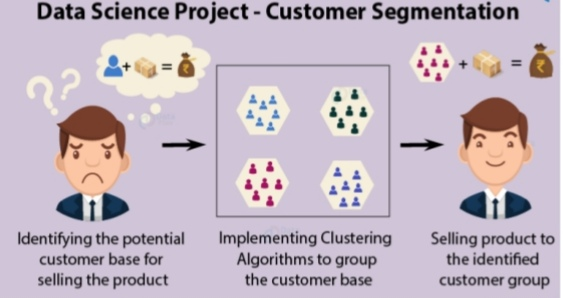 Data Science Project - Customer Segmentation
??
+ = ₹
+ = ₹
Identifying the potential
customer base for
selling the product
Implementing Clustering
Algorithms to group
the customer base
Selling product to
the identified
customer group